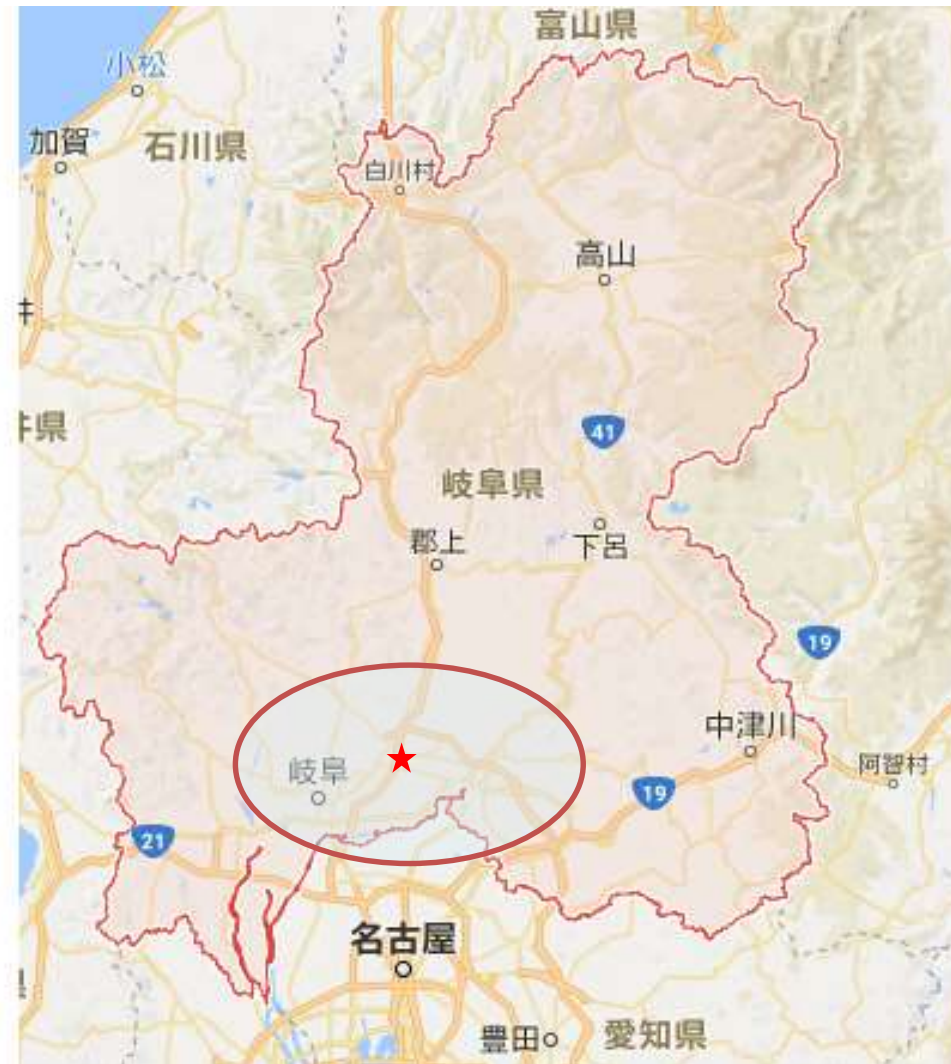 富山県
小松
加賀
石川県
白川村
高山
井
井県
41
岐阜県
郡上
下呂
19
中津川
岐阜
阿智村
19
21
名古屋
豊田
愛知県